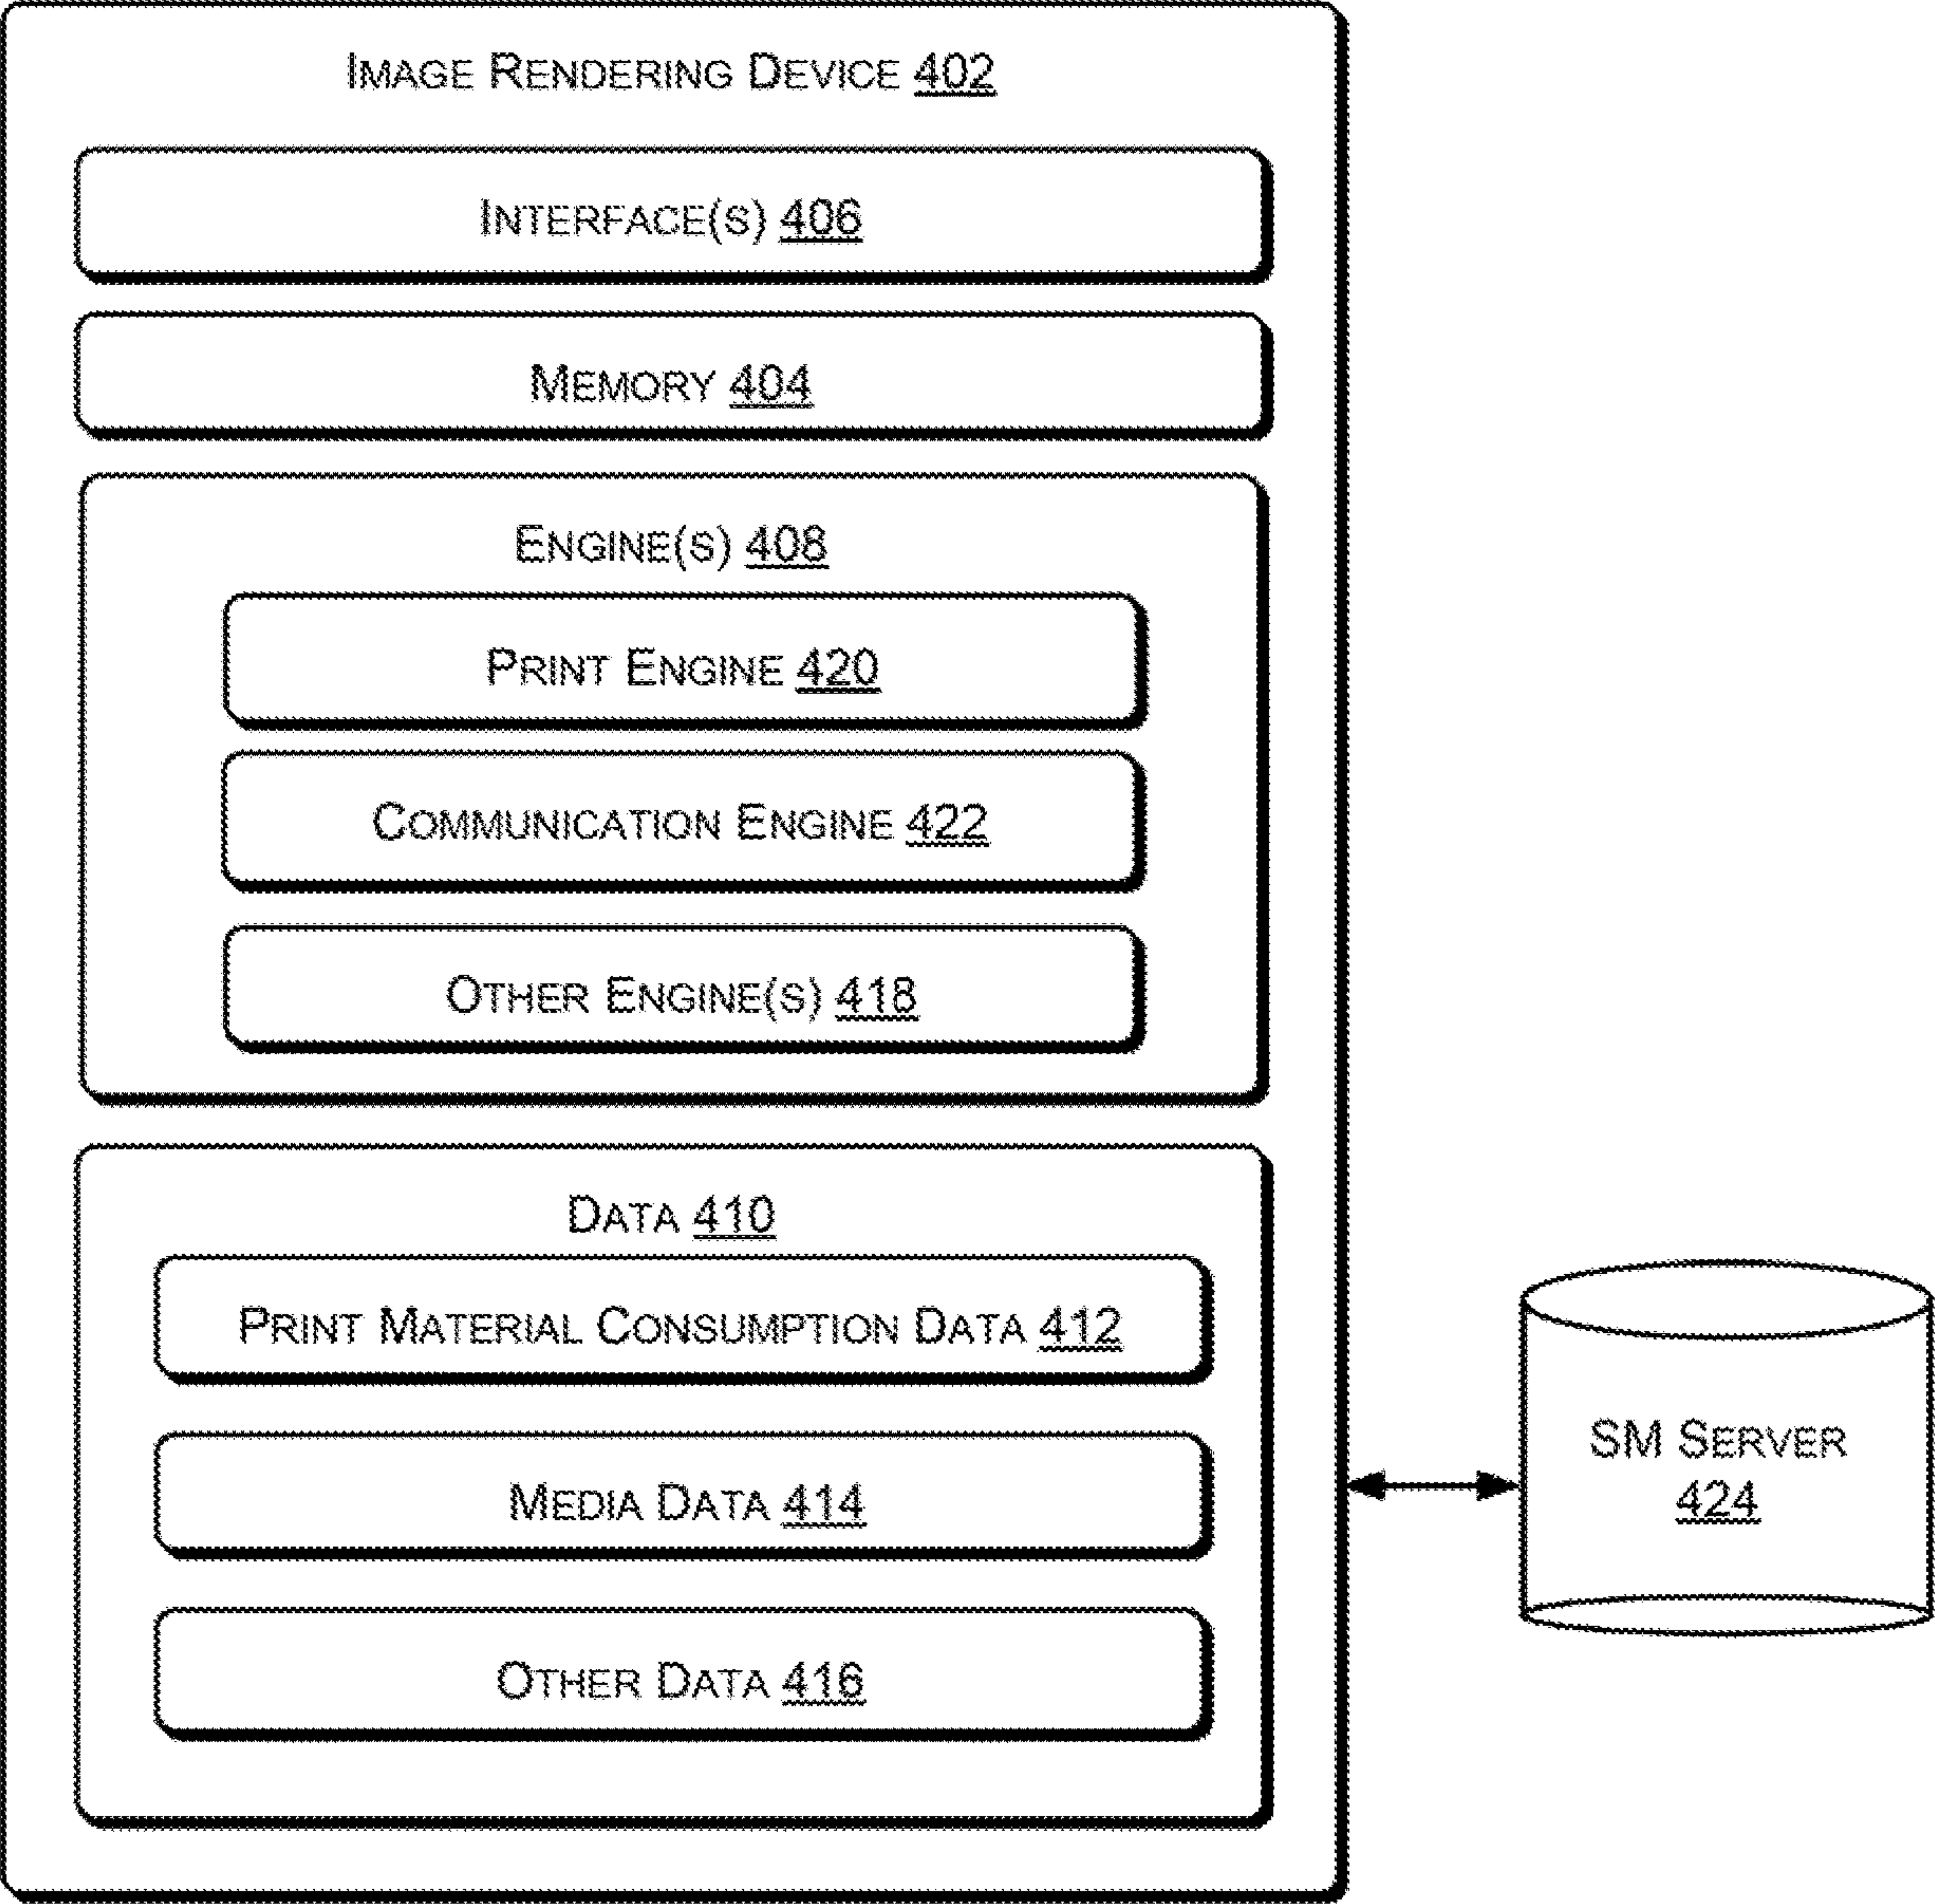 IMAGE RENDERING DEVICE 402
INTERFACE(S) 406
MEMORY 404
ENGINE(S) 408
PRINT ENGINE 420
COMMUNICATION ENGINE 422
OTHER ENGINE(S) 418
DATA 410
PRINT MATERIAL CONSUMPTION DATA 412
MEDIA DATA 414
OTHER DATA 416
SM SERVER
424